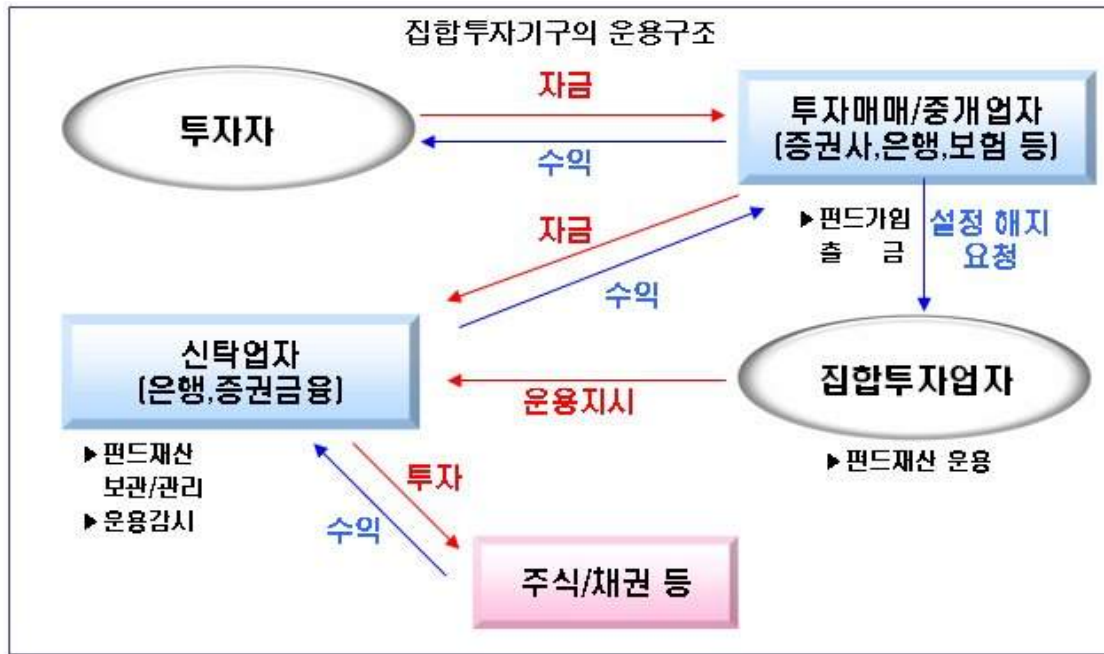 집합투자기구의 운용구조
투자자
자금
수익
투자매매/중개업자
(증권사,은행,보험 등)
▶펀드가입
출 금
설정 해지
요청
자금
수익
신탁업자
(은행,증권금융)
▶펀드재산
보관/관리
▶운용감시
운용지시
집합투자업자
▶펀드재산 운용
투자
수익
주식/채권 등